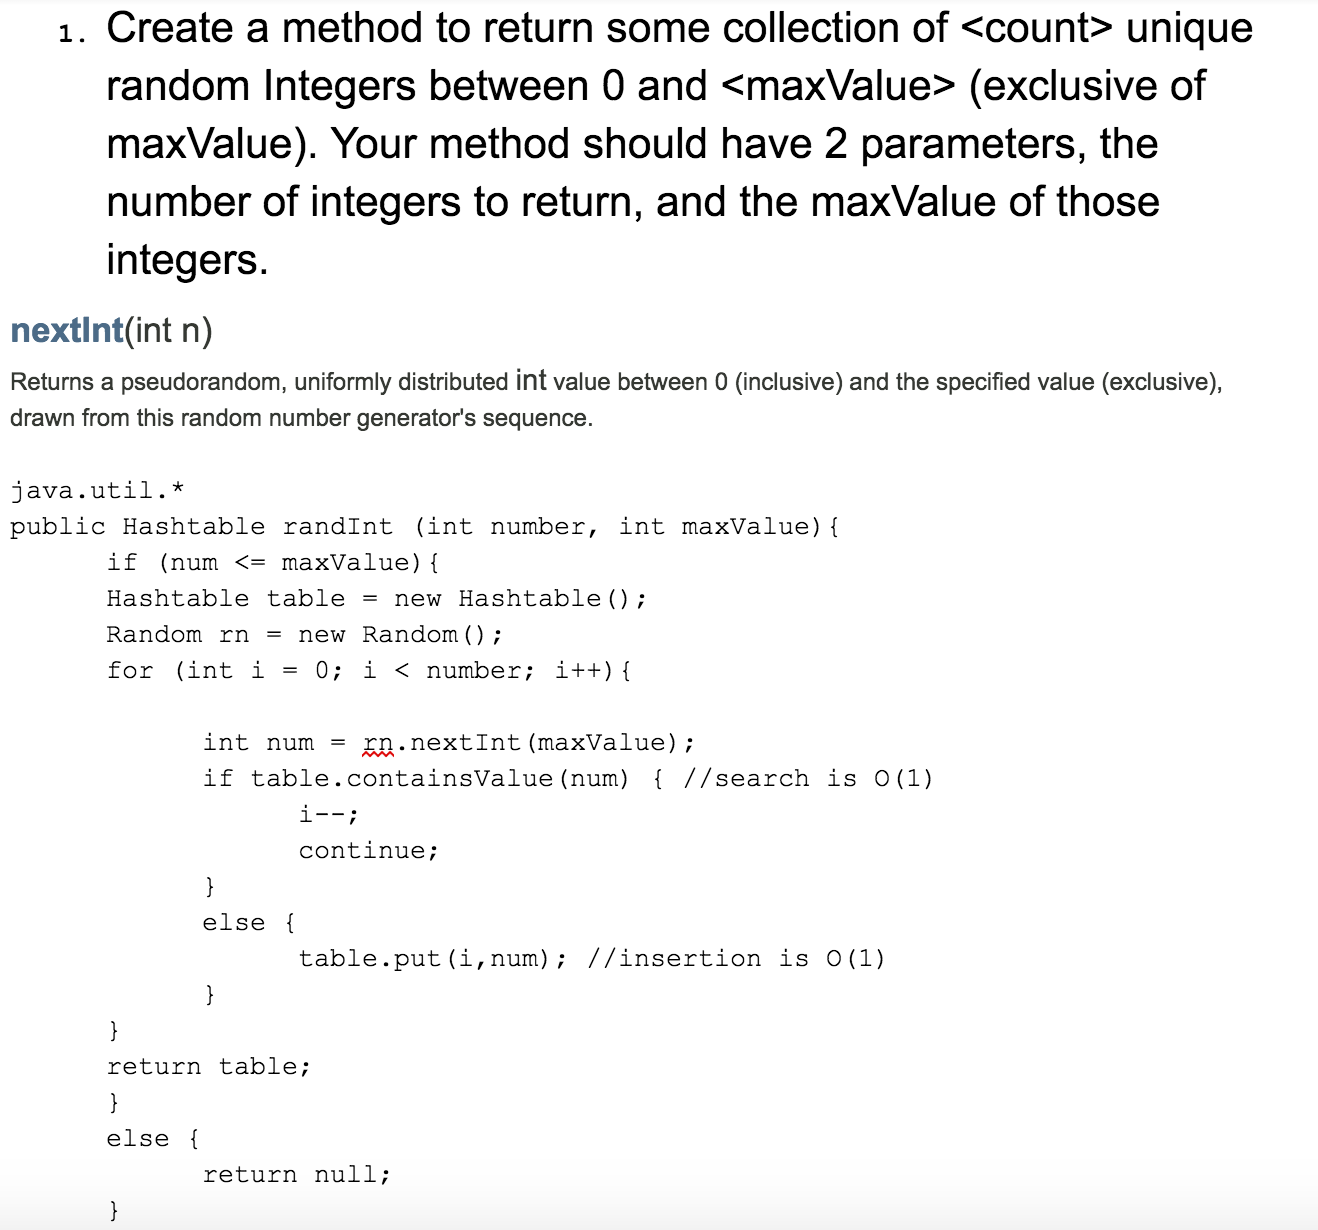 1. Create a method to return some collection of <count> unique
random Integers between 0 and <maxValue> (exclusive of
maxValue). Your method should have 2 parameters, the
number of integers to return, and the maxValue of those
integers.
nextInt(int n)
Returns a pseudorandom, uniformly distributed int value between 0 (inclusive) and the specified value (exclusive),
drawn from this random number generator's sequence.
java.util.*
public Hashtable randInt (int number, int maxValue){
if (num <= maxValue){
Hashtable table = new Hashtable();
Random rn = new Random();
for (int i = 0; i < number; i++){
int num = rn.nextInt(maxValue);
if table.containsValue(num) { //search is O(1)
i--;
continue;
}
else {
table.put(i,num); //insertion is O(1)
}
}
return table;
}
else {
return null;
}